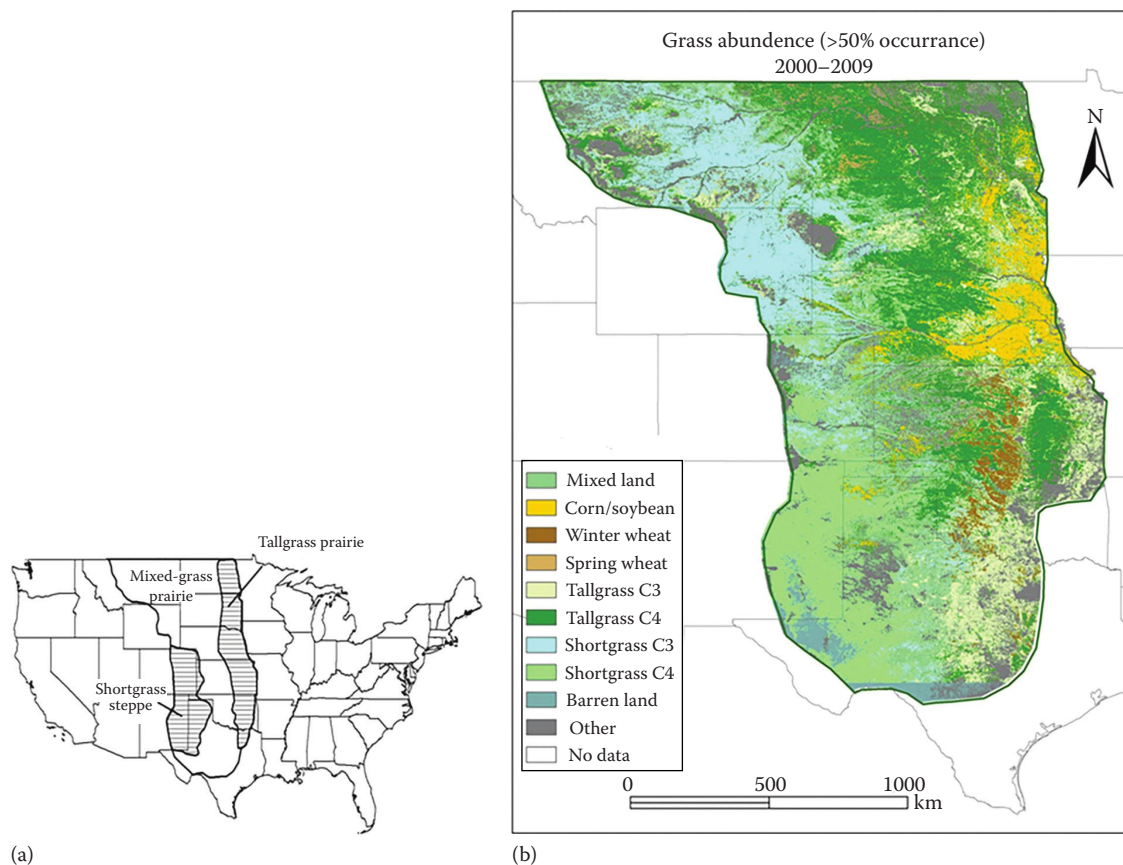 Tallgrass prairie
Mixed-grass
prairie
Shortgrass
steppe
(a)
Grass abundence (>50% occurrance)
2000–2009
N
Mixed land
Corn/soybean
Winter wheat
Spring wheat
Tallgrass C3
Tallgrass C4
Shortgrass C3
Shortgrass C4
Barren land
Other
No data
0 500 1000
km
(b)